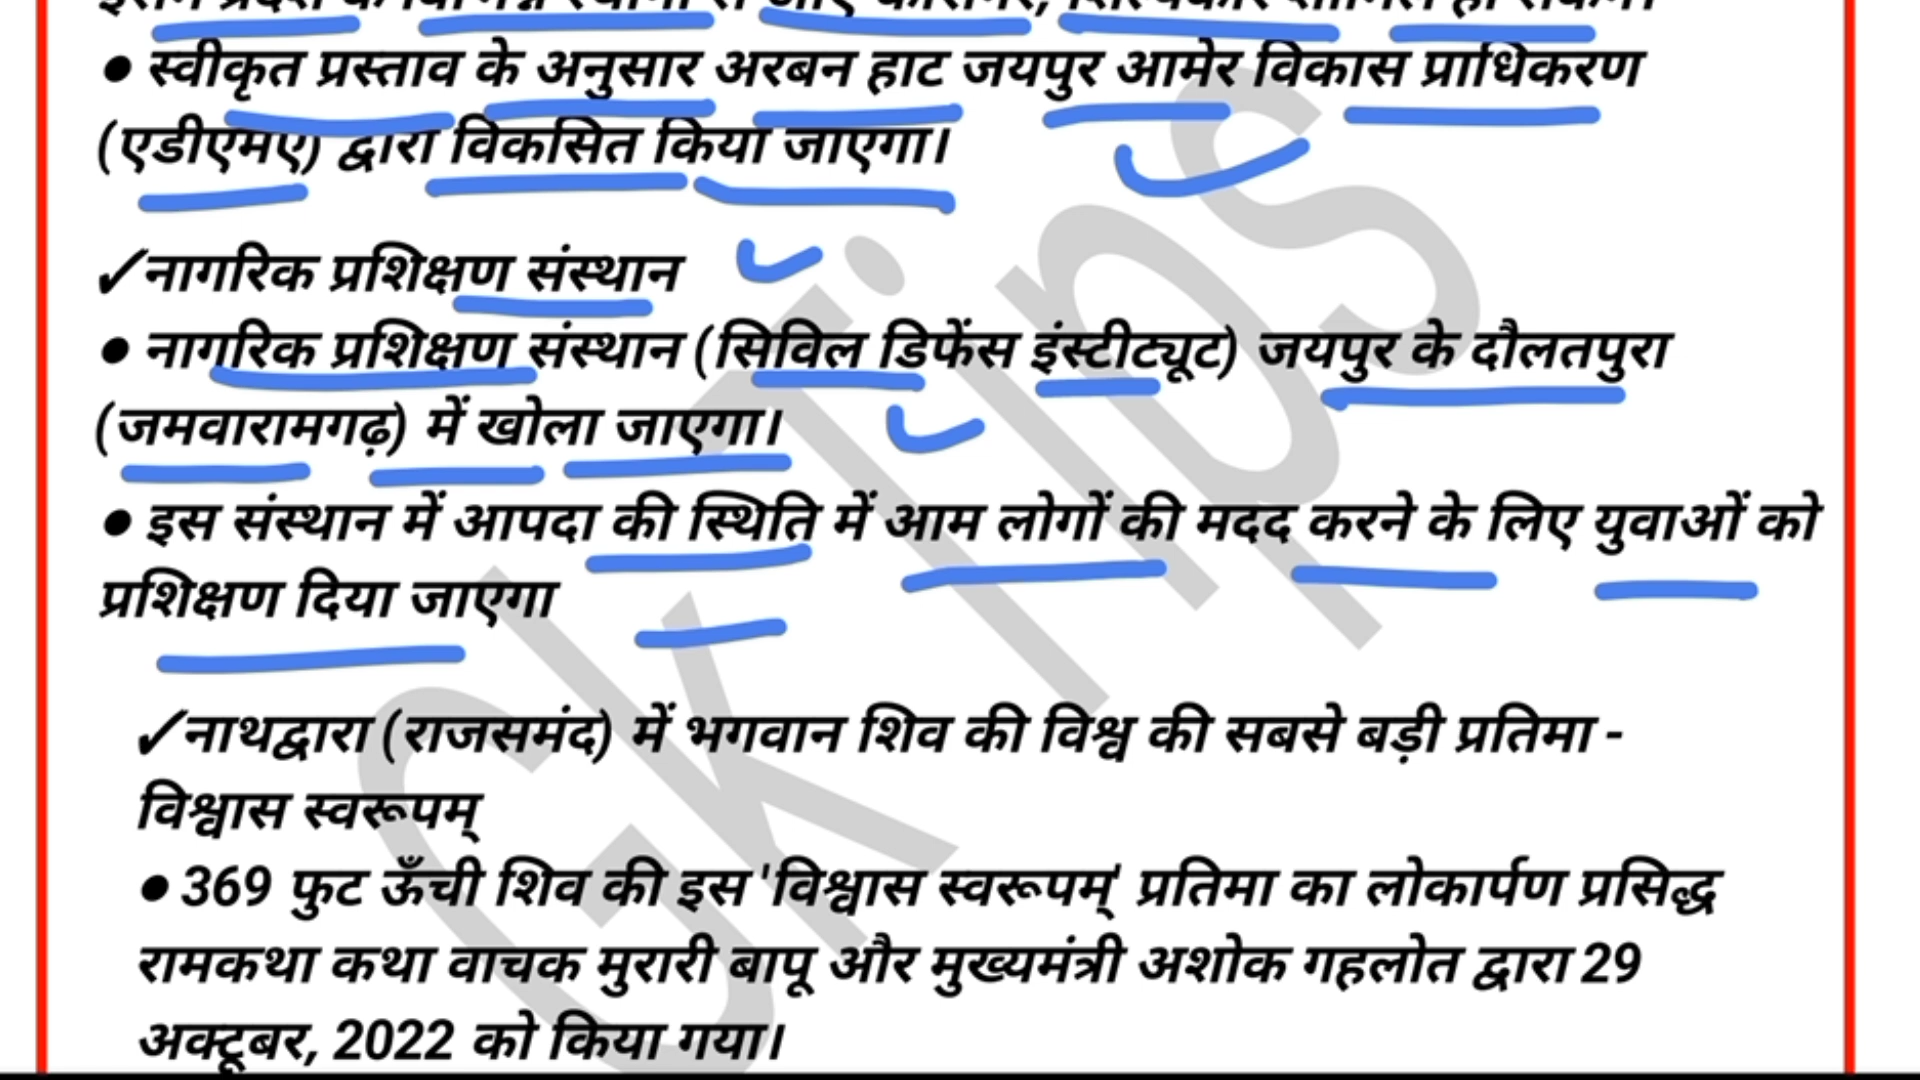 ● स्वीकृत प्रस्ताव के अनुसार अरबन हाट जयपुर आमेर विकास प्राधिकरण
(एडीएमए) द्वारा विकसित किया जाएगा।
✓नागरिक प्रशिक्षण संस्थान
● नागरिक प्रशिक्षण संस्थान (सिविल डिफेंस इंस्टीट्यूट) जयपुर के दौलतपुरा
(जमवारामगढ़) में खोला जाएगा।
● इस संस्थान में आपदा की स्थिति में आम लोगों की मदद करने के लिए युवाओं को
प्रशिक्षण दिया जाएगा
✓नाथद्वारा (राजसमंद) में भगवान शिव की विश्व की सबसे बड़ी प्रतिमा -
विश्वास स्वरूपम्
● 369 फुट ऊँची शिव की इस 'विश्वास स्वरूपम्' प्रतिमा का लोकार्पण प्रसिद्ध
रामकथा कथा वाचक मुरारी बापू और मुख्यमंत्री अशोक गहलोत द्वारा 29
अक्टूबर, 2022 को किया गया।
Gk Tips